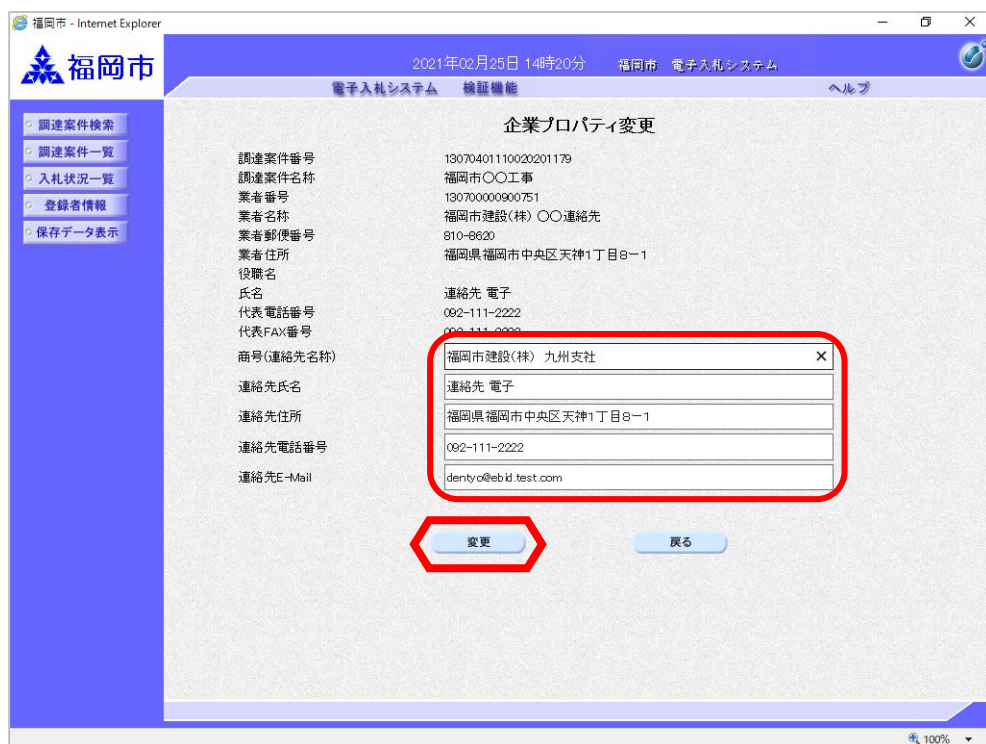 福岡市 - Internet Explorer
福岡市
2021年02月25日 14時20分 福岡市 電子入札システム
電子入札システム 検証機能 ヘルプ
調達案件検索
調達案件一覧
入札状況一覧
登録者情報
保存データ表示
企業プロパティ変更
調達案件番号 13070401110020201179
調達案件名称 福岡市〇〇工事
業者番号 130700000900751
業者名称 福岡市建設(株) 〇〇連絡先
業者郵便番号 810-8620
業者住所 福岡県福岡市中央区天神1丁目8ー1
役職名
氏名 連絡先 電子
代表電話番号 092-111-2222
代表FAX番号
商号(連絡先名称) 福岡市建設(株) 九州支社
連絡先氏名 連絡先 電子
連絡先住所 福岡県福岡市中央区天神1丁目8ー1
連絡先電話番号 092-111-2222
連絡先E-Mail dentyo@ebid.test.com
変更 戻る
100%